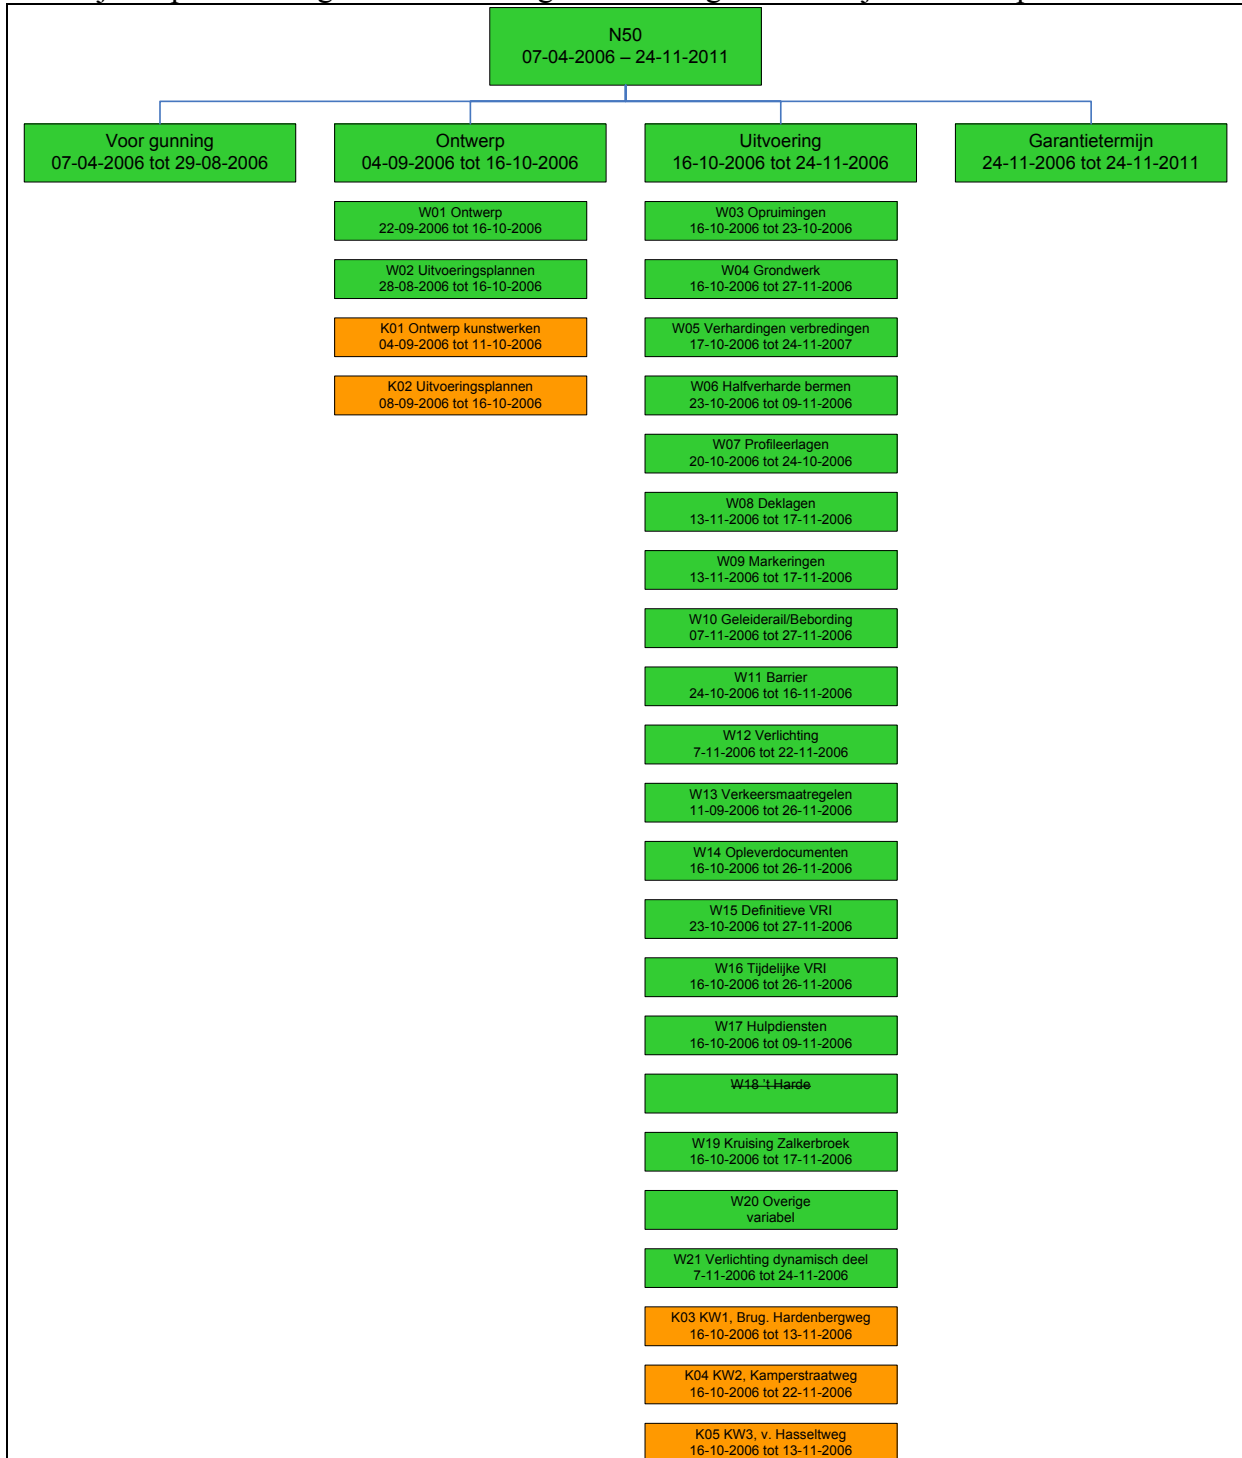 N50
07-04-2006 – 24-11-2011
Voor gunning
07-04-2006 tot 29-08-2006
Ontwerp
04-09-2006 tot 16-10-2006
Uitvoering
16-10-2006 tot 24-11-2006
Garantietermijn
24-11-2006 tot 24-11-2011
W01 Ontwerp
22-09-2006 tot 16-10-2006
W02 Uitvoeringsplannen
28-08-2006 tot 16-10-2006
K01 Ontwerp kunstwerken
04-09-2006 tot 11-10-2006
K02 Uitvoeringsplannen
08-09-2006 tot 16-10-2006
W03 Opruimingen
16-10-2006 tot 23-10-2006
W04 Grondwerk
16-10-2006 tot 27-11-2006
W05 Verhardingen verbredingen
17-10-2006 tot 24-11-2007
W06 Halfverharde bermen
23-10-2006 tot 09-11-2006
W07 Profileerlagen
20-10-2006 tot 24-10-2006
W08 Deklagen
13-11-2006 tot 17-11-2006
W09 Markeringen
13-11-2006 tot 17-11-2006
W10 Geleiderail/Bebording
07-11-2006 tot 27-11-2006
W11 Barrier
24-10-2006 tot 16-11-2006
W12 Verlichting
7-11-2006 tot 22-11-2006
W13 Verkeersmaatregelen
11-09-2006 tot 26-11-2006
W14 Opleverdocumenten
16-10-2006 tot 26-11-2006
W15 Definitieve VRI
23-10-2006 tot 27-11-2006
W16 Tijdelijke VRI
16-10-2006 tot 26-11-2006
W17 Hulpdiensten
16-10-2006 tot 09-11-2006
W18 't Harde
W19 Kruising Zalkerbroek
16-10-2006 tot 17-11-2006
W20 Overige
variabel
W21 Verlichting dynamisch deel
7-11-2006 tot 24-11-2006
K03 KW1, Brug. Hardenbergweg
16-10-2006 tot 13-11-2006
K04 KW2, Kamperstraatweg
16-10-2006 tot 22-11-2006
K05 KW3, v. Hasseltweg
16-10-2006 tot 13-11-2006